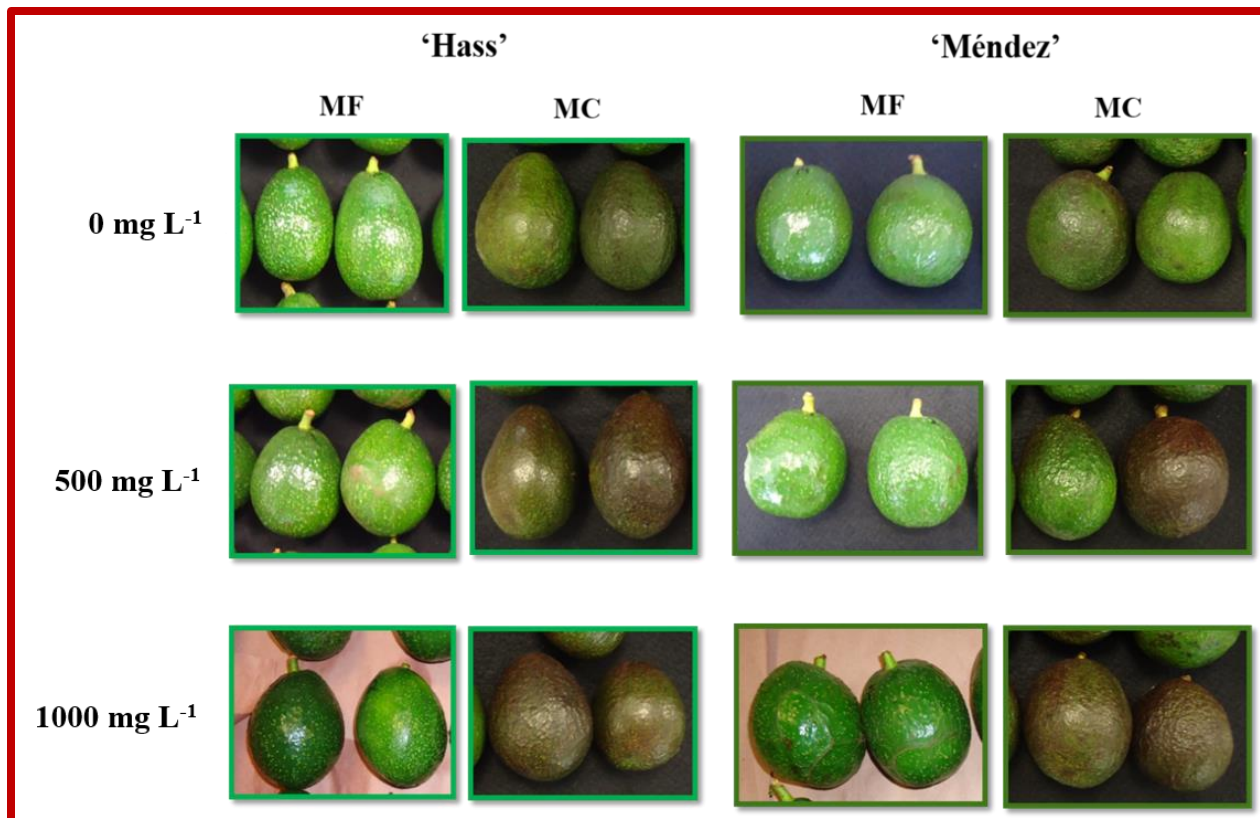 ‘Hass’ ‘Méndez’
MF MC MF MC
0 mg L⁻¹
500 mg L⁻¹
1000 mg L⁻¹